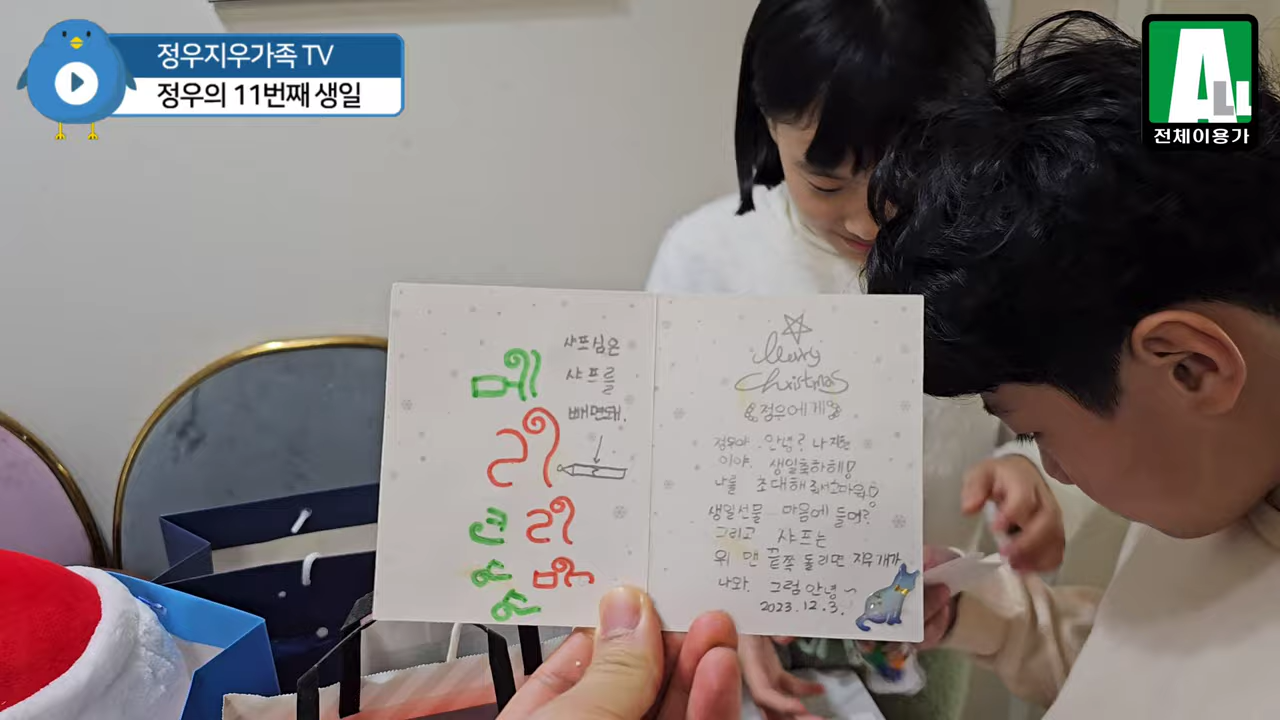 정우지우가족 TV
정우의 11번째 생일
ALL
전체이용가
샤프심은
샤프를
빼면돼.
메리
크리
스마
스
Merry
Christmas
정우에게
정우야. 안녕? 나 지현
이야. 생일축하해!
나를 초대해줘서 고마워!
생일선물 마음에 들어?
그리고 샤프는
위 맨 끝쪽 돌리면 지우개가
나와. 그럼 안녕~
2023.12.3.